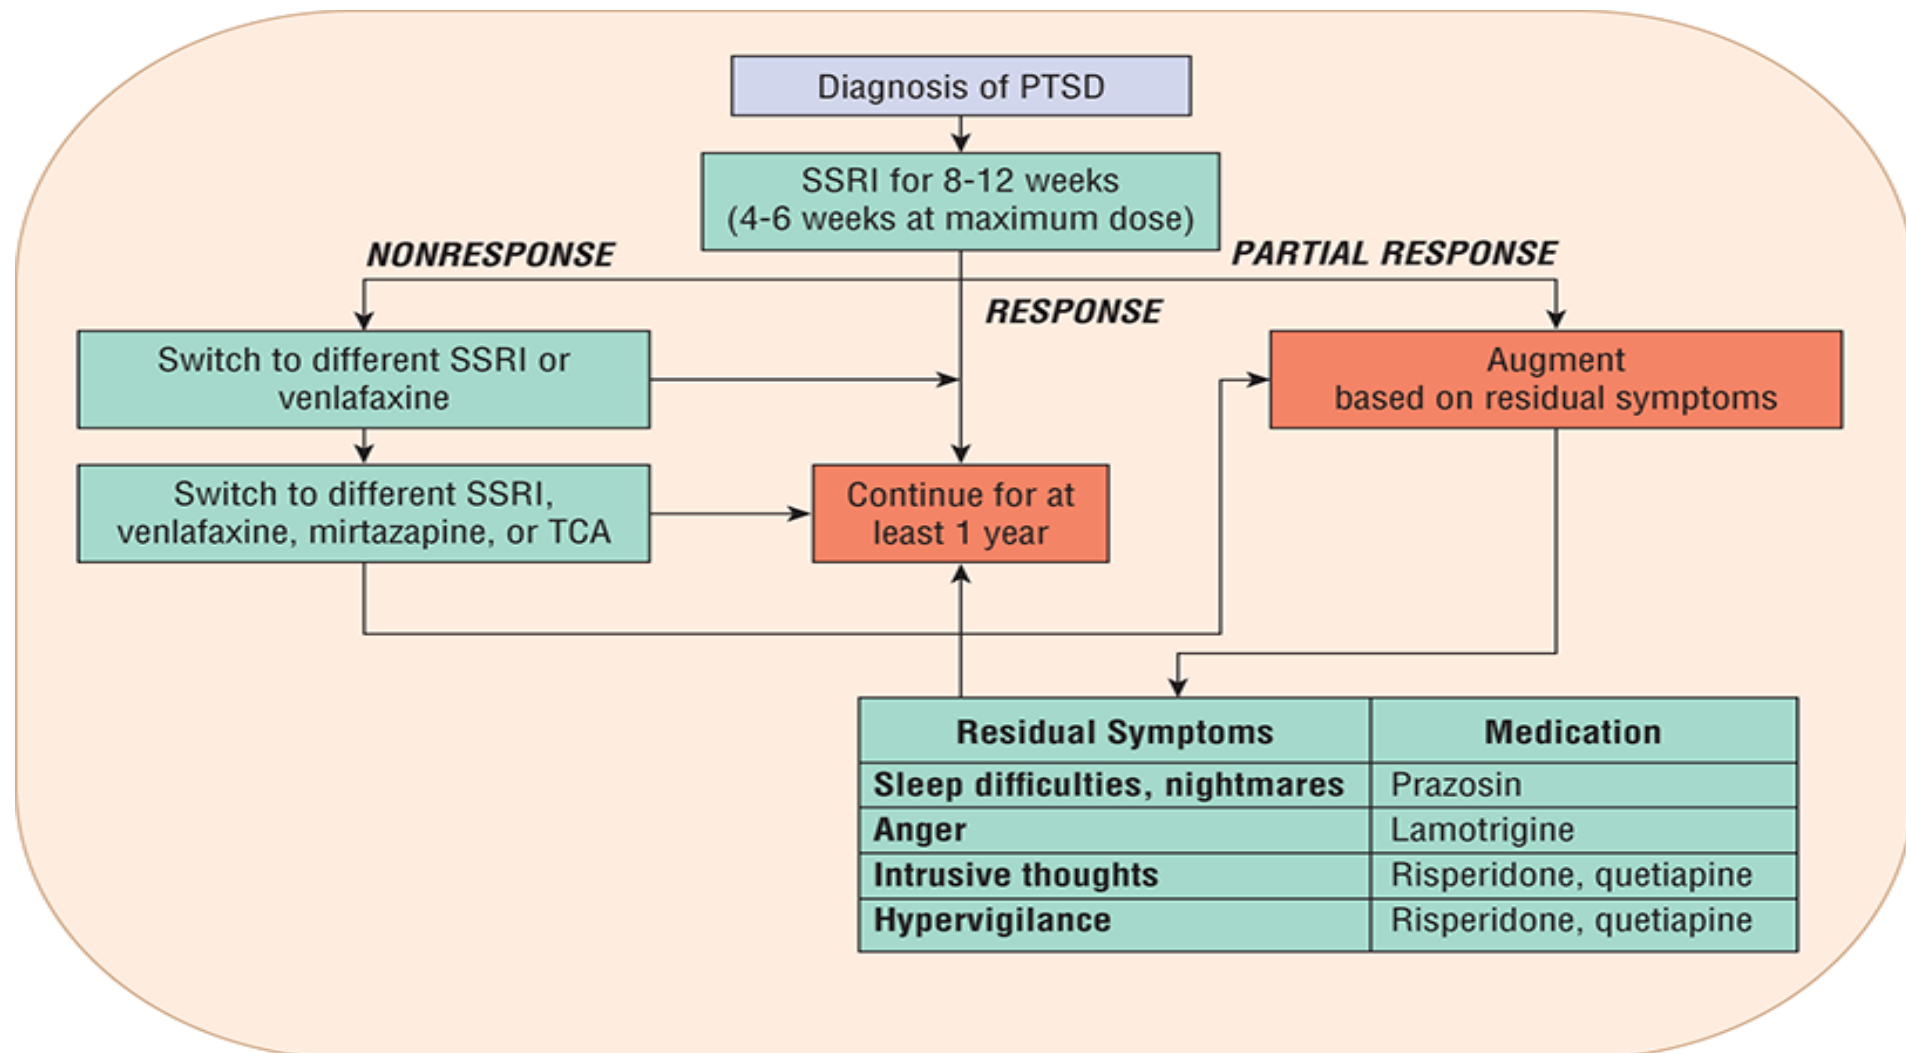 Diagnosis of PTSD
SSRI for 8-12 weeks
(4-6 weeks at maximum dose)
NONRESPONSE
PARTIAL RESPONSE
RESPONSE
Switch to different SSRI or
venlafaxine
Augment
based on residual symptoms
Switch to different SSRI,
venlafaxine, mirtazapine, or TCA
Continue for at
least 1 year
Residual Symptoms
Medication
Sleep difficulties, nightmares
Prazosin
Anger
Lamotrigine
Intrusive thoughts
Risperidone, quetiapine
Hypervigilance
Risperidone, quetiapine